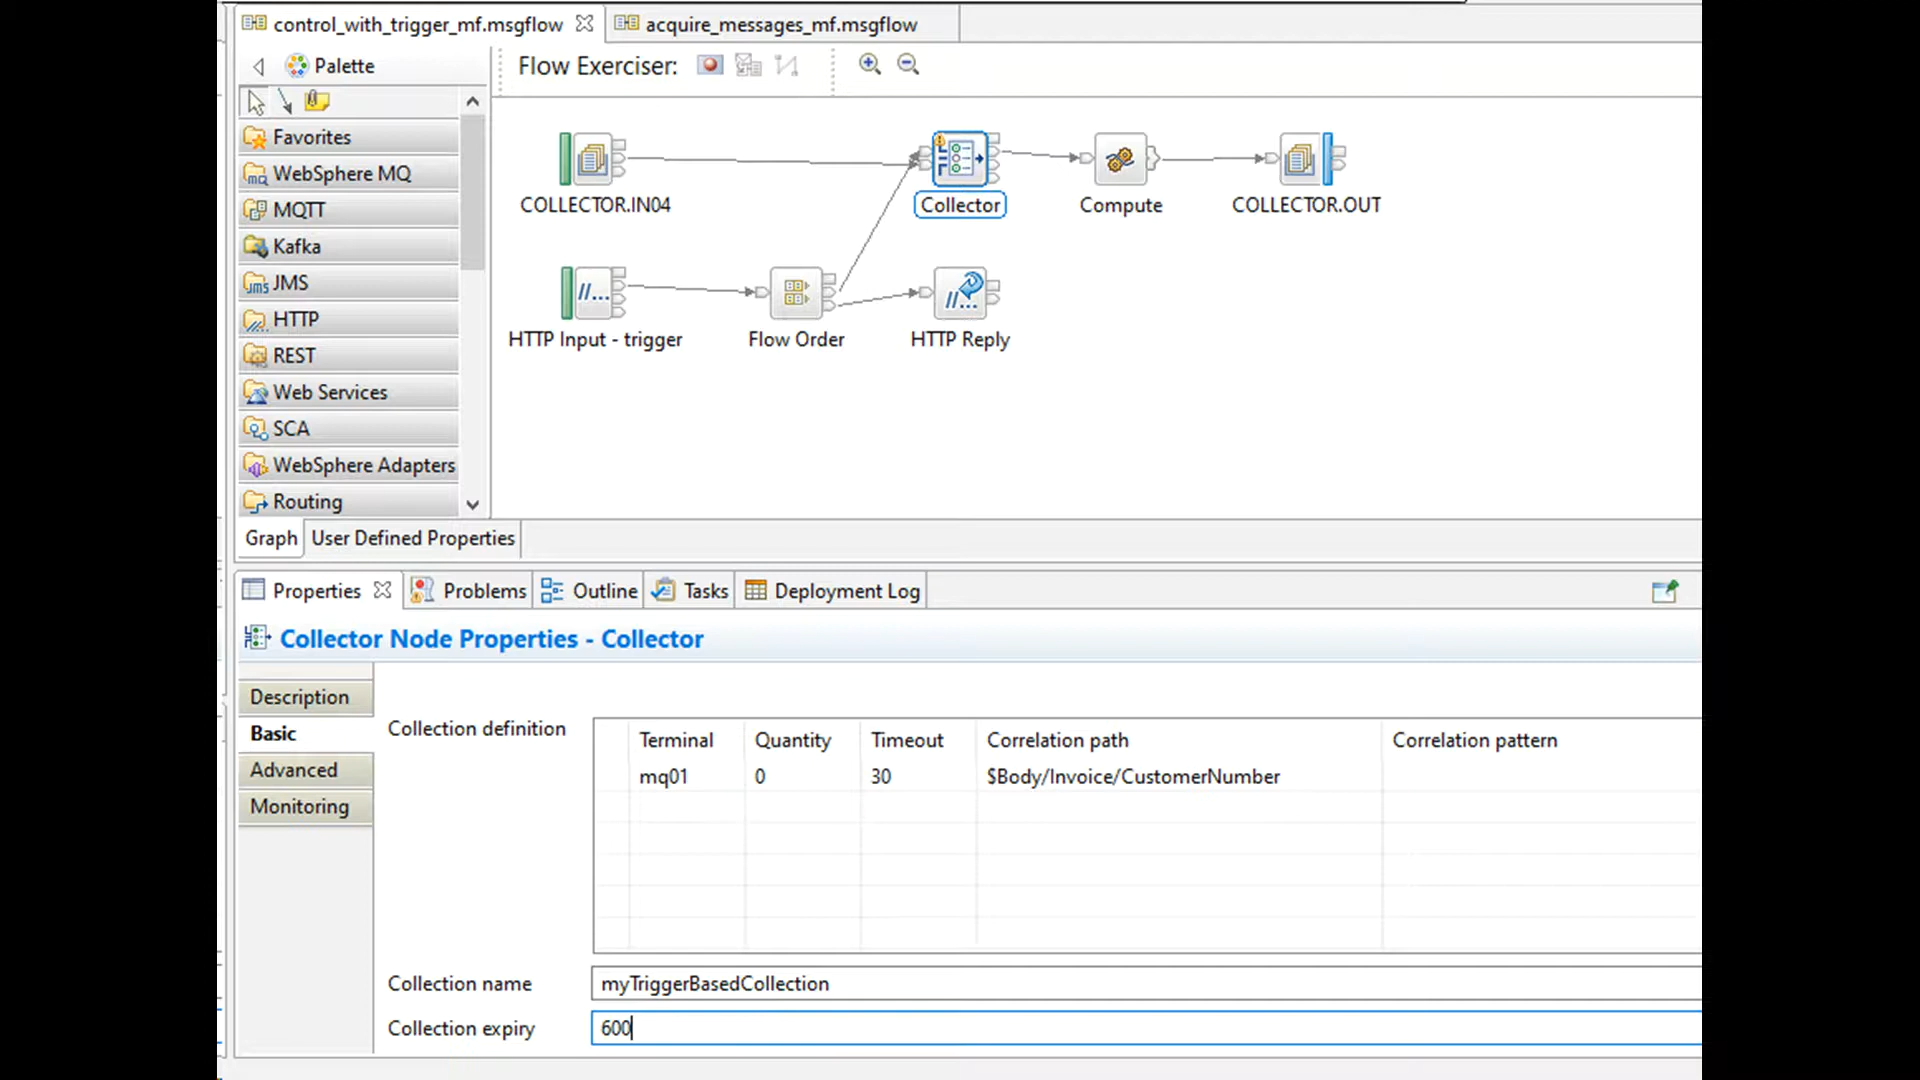 control_with_trigger_mf.msgflow
acquire_messages_mf.msgflow
Palette
Flow Exerciser:
Favorites
WebSphere MQ
MQTT
Kafka
JMS
HTTP
REST
Web Services
SCA
WebSphere Adapters
Routing
COLLECTOR.IN04
Collector
Compute
COLLECTOR.OUT
HTTP Input - trigger
Flow Order
HTTP Reply
Graph
User Defined Properties
Properties
Problems
Outline
Tasks
Deployment Log
Collector Node Properties - Collector
Description
Basic
Advanced
Monitoring
Collection definition
Terminal Quantity Timeout Correlation path Correlation pattern
mq01 0 30 $Body/Invoice/CustomerNumber
Collection name myTriggerBasedCollection
Collection expiry 600